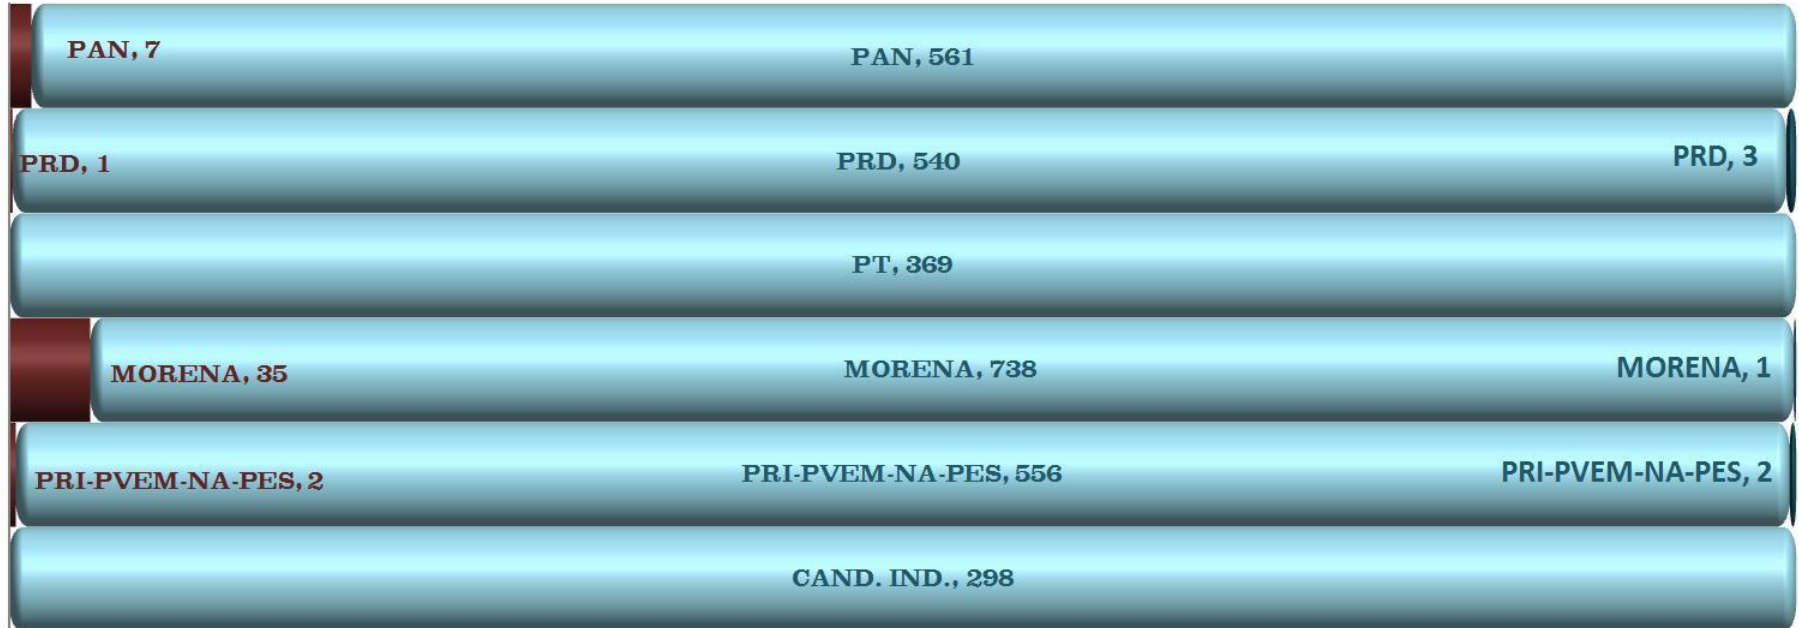 PAN, 7 PAN, 561
PRD, 1 PRD, 540 PRD, 3
PT, 369
MORENA, 35 MORENA, 738 MORENA, 1
PRI-PVEM-NA-PES, 2 PRI-PVEM-NA-PES, 556 PRI-PVEM-NA-PES, 2
CAND. IND., 298